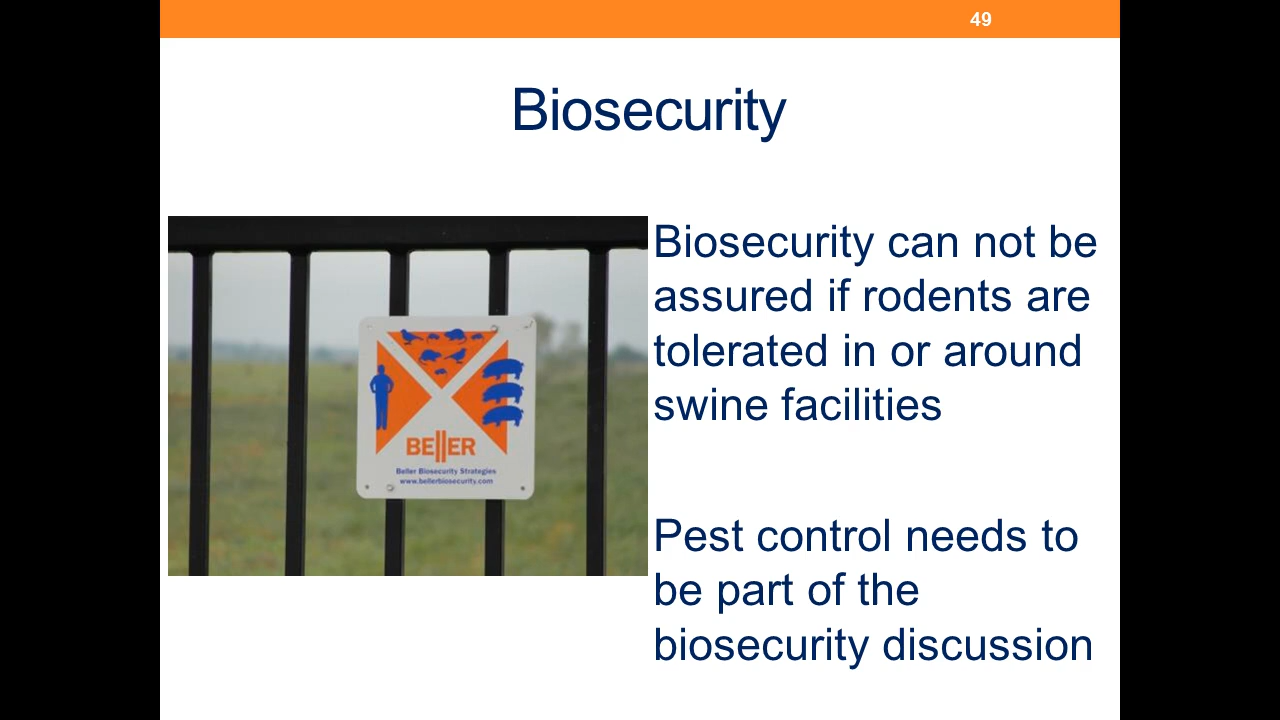 49
Biosecurity
Biosecurity can not be
assured if rodents are
tolerated in or around
swine facilities
Pest control needs to
be part of the
biosecurity discussion
BELLER
Beller Biosecurity Strategies
www.bellerbiosecurity.com